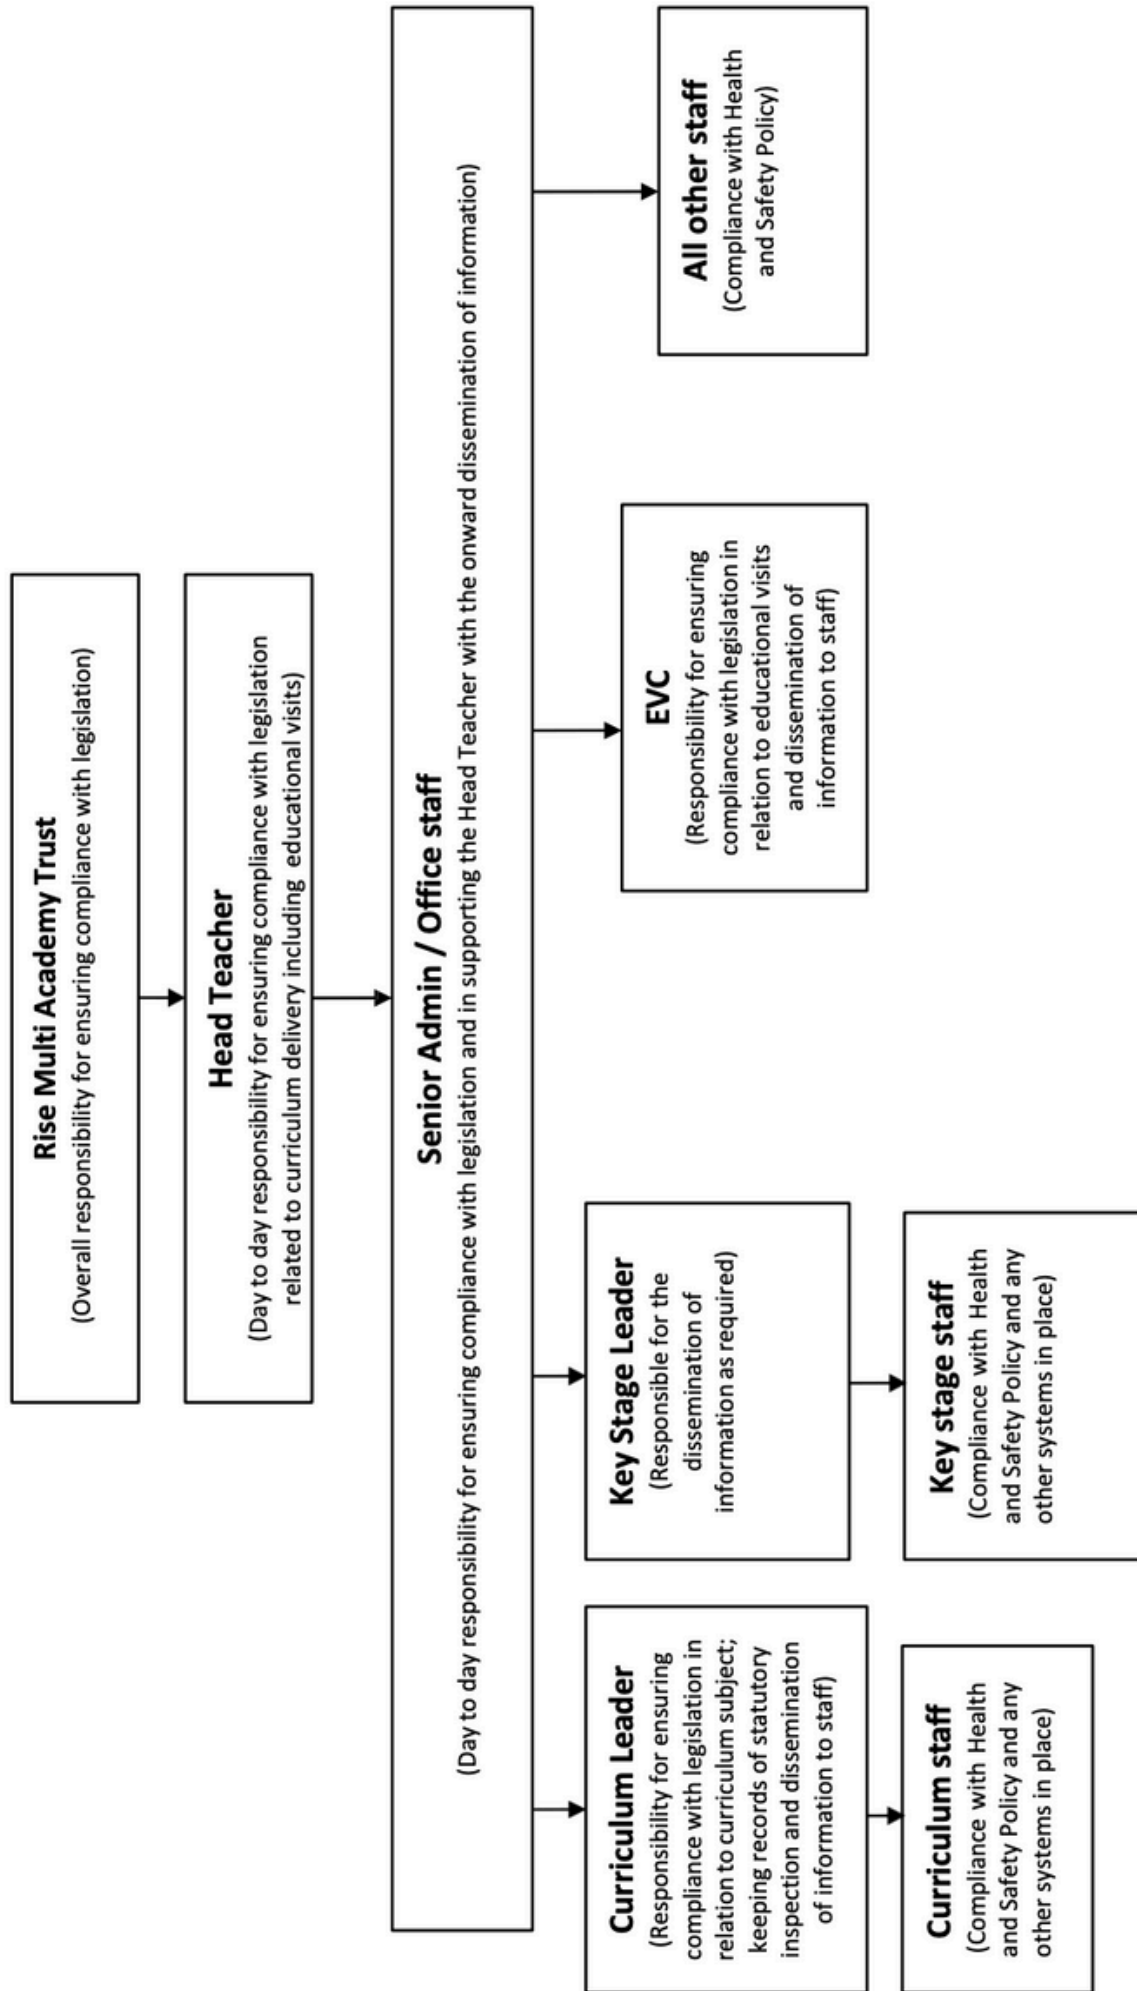 Rise Multi Academy Trust
(Overall responsibility for ensuring compliance with legislation)
Head Teacher
(Day to day responsibility for ensuring compliance with legislation
related to curriculum delivery including educational visits)
Senior Admin / Office staff
(Day to day responsibility for ensuring compliance with legislation and in supporting the Head Teacher with the onward dissemination of information)
Curriculum Leader
(Responsibility for ensuring
compliance with legislation in
relation to curriculum subject;
keeping records of statutory
inspection and dissemination
of information to staff)
Key Stage Leader
(Responsible for the
dissemination of
information as required)
EVC
(Responsibility for ensuring
compliance with legislation in
relation to educational visits
and dissemination of
information to staff)
All other staff
(Compliance with Health
and Safety Policy)
Curriculum staff
(Compliance with Health
and Safety Policy and any
other systems in place)
Key stage staff
(Compliance with Health
and Safety Policy and any
other systems in place)